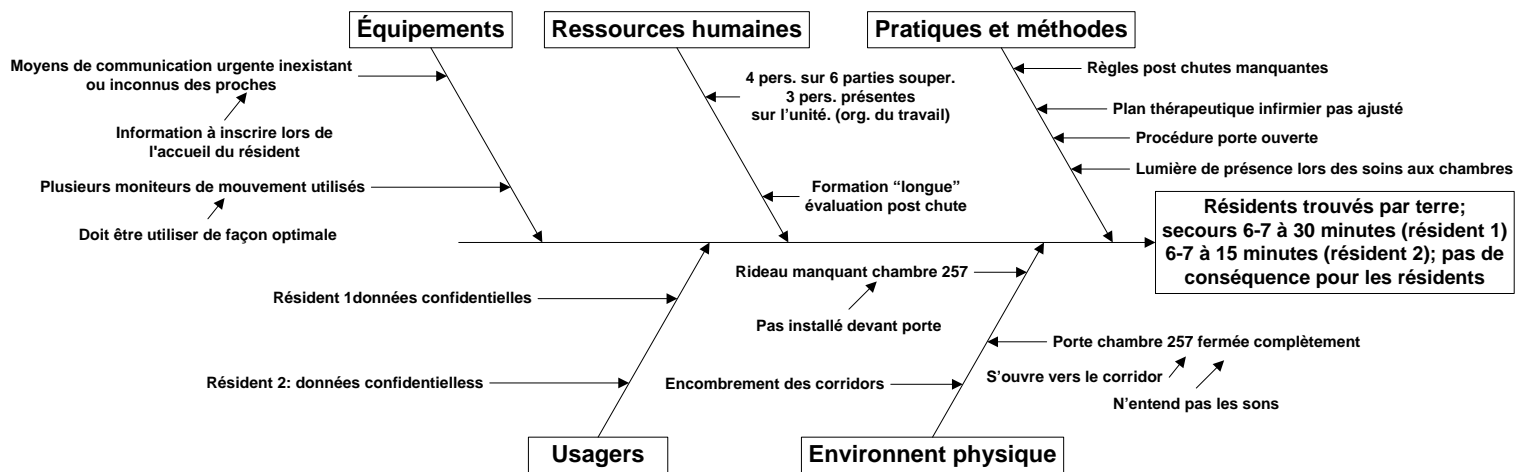 Équipements
Ressources humaines
Pratiques et méthodes
Moyens de communication urgente inexistant
ou inconnus des proches
Information à inscrire lors de
l'accueil du résident
Plusieurs moniteurs de mouvement utilisés
Doit être utiliser de façon optimale
4 pers. sur 6 parties souper.
3 pers. présentes
sur l’unité. (org. du travail)
Formation “longue”
évaluation post chute
Règles post chutes manquantes
Plan thérapeutique infirmier pas ajusté
Procédure porte ouverte
Lumière de présence lors des soins aux chambres
Résidents trouvés par terre;
secours 6-7 à 30 minutes (résident 1)
6-7 à 15 minutes (résident 2); pas de
conséquence pour les résidents
Résident 1données confidentielles
Résident 2: données confidentielless
Rideau manquant chambre 257
Pas installé devant porte
Encombrement des corridors
Porte chambre 257 fermée complètement
S’ouvre vers le corridor
N’entend pas les sons
Usagers
Environnent physique